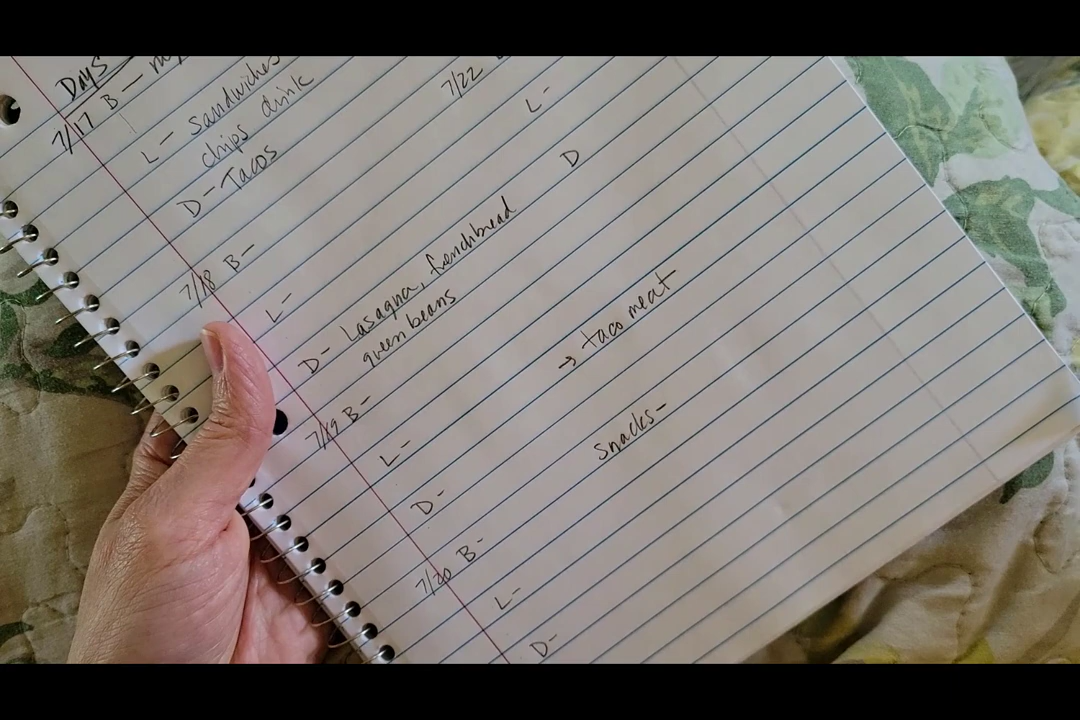 Days
7/17 B -
L - sandwiches
chips drink
D - Tacos
7/18 B -
L -
D - Lasagna, frenchbread
green beans
7/19 B -
L -
D -
7/20 B -
L -
D -
7/22
L -
D
→ taco meat
Snacks -